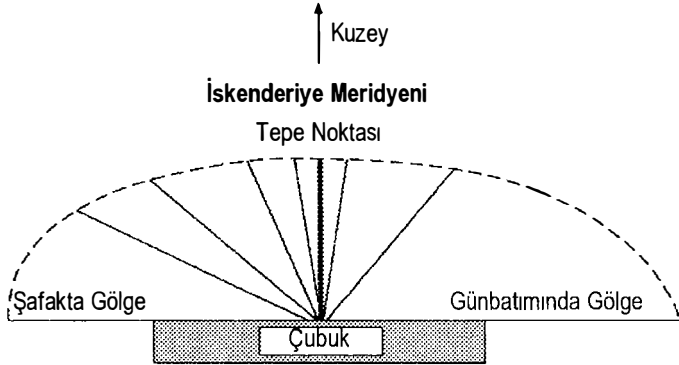 Kuzey
İskenderiye Meridyeni
Tepe Noktası
Şafakta Gölge
Günbatımında Gölge
Çubuk